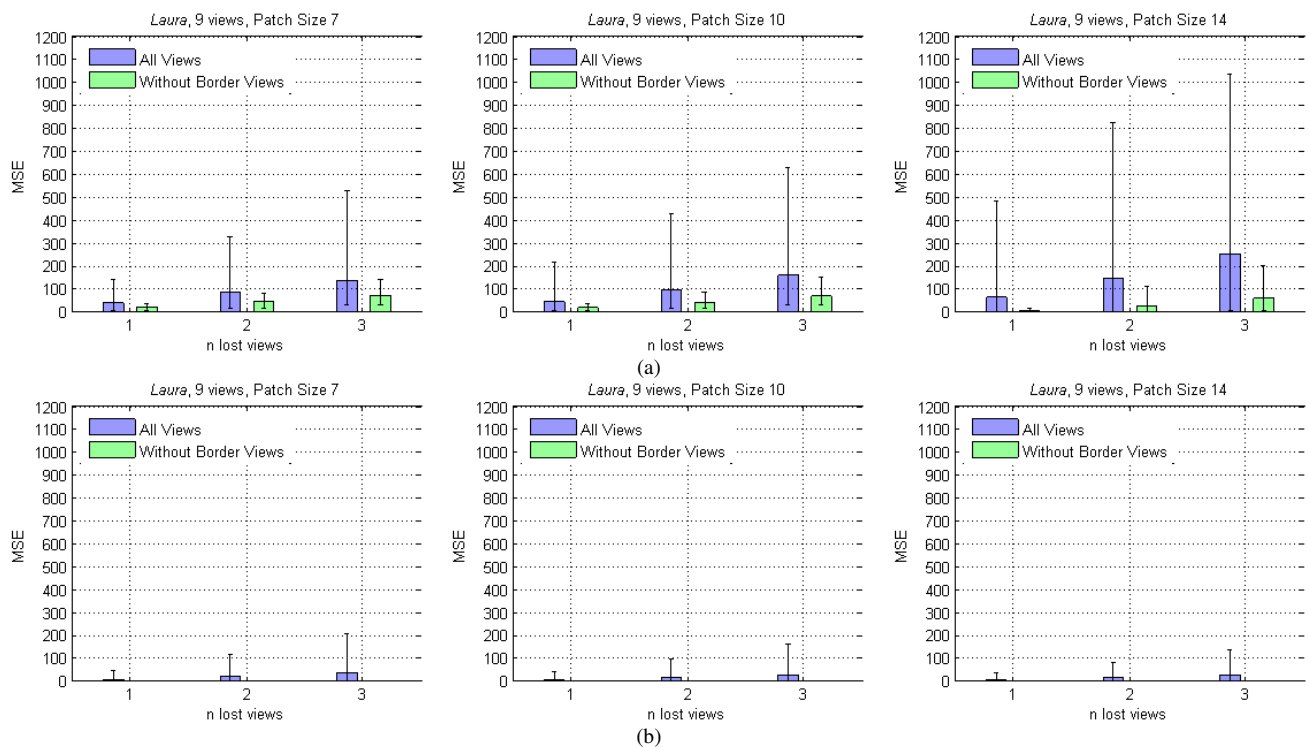 Laura, 9 views, Patch Size 7
1200
1100
1000
900
800
700
600
500
400
300
200
100
0
MSE
All Views
Without Border Views
1 2 3
n lost views
Laura, 9 views, Patch Size 10
1200
1100
1000
900
800
700
600
500
400
300
200
100
0
MSE
All Views
Without Border Views
1 2 3
n lost views
Laura, 9 views, Patch Size 14
1200
1100
1000
900
800
700
600
500
400
300
200
100
0
MSE
All Views
Without Border Views
1 2 3
n lost views
(a)
Laura, 9 views, Patch Size 7
1200
1100
1000
900
800
700
600
500
400
300
200
100
0
MSE
All Views
Without Border Views
1 2 3
n lost views
Laura, 9 views, Patch Size 10
1200
1100
1000
900
800
700
600
500
400
300
200
100
0
MSE
All Views
Without Border Views
1 2 3
n lost views
Laura, 9 views, Patch Size 14
1200
1100
1000
900
800
700
600
500
400
300
200
100
0
MSE
All Views
Without Border Views
1 2 3
n lost views
(b)